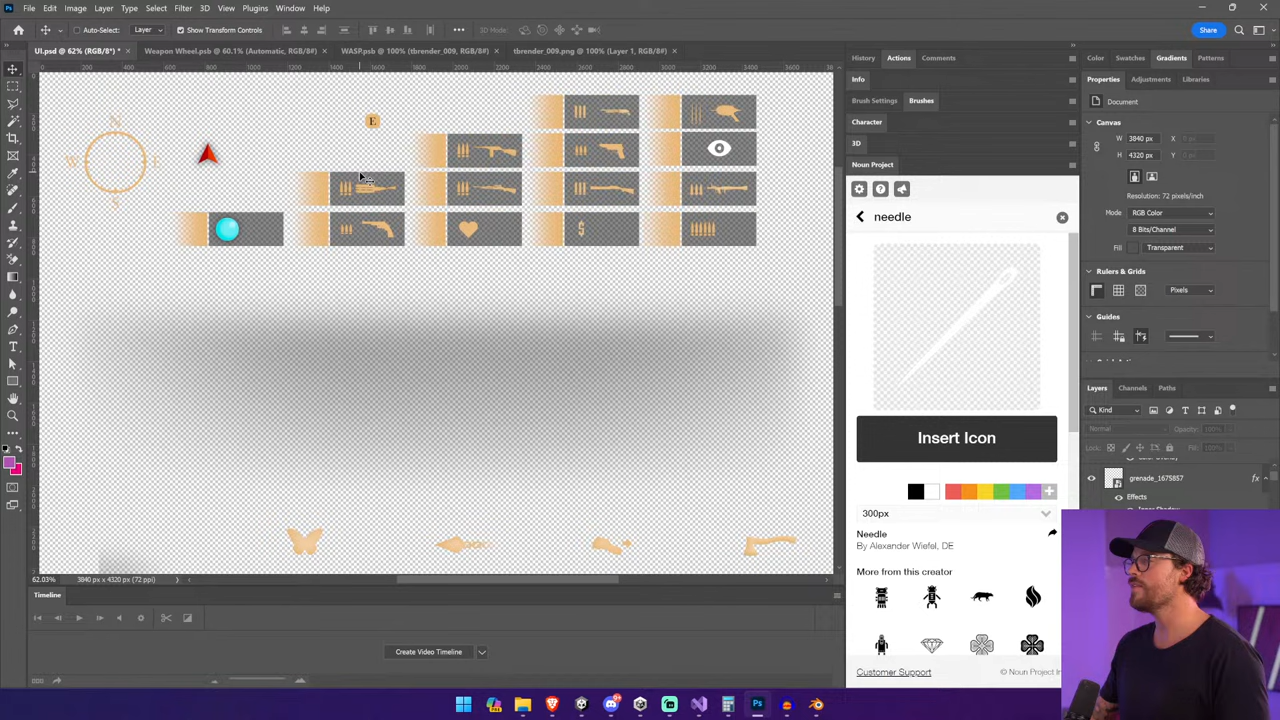 File Edit Image Layer Type Select Filter 3D View Plugins Window Help
Auto-Select: Layer Show Transform Controls 3D Mode: Share
UI.psd @ 62% (RGB/8*) * Weapon Wheel.psb @ 60.1% (Automatic, RGB/8*) WASP.psb @ 100% (tbrender_009, RGB/8*) tbrender_009.png @ 100% (Layer 1, RGB/8*)
N
W E
S
E
$
62.03% 3840 px x 4320 px (72 ppi)
Timeline
Create Video Timeline
History Actions Comments
Info
Brush Settings Brushes
Character
3D
Noun Project
needle
Insert Icon
300px
Needle
By Alexander Wiefel, DE
More from this creator
Customer Support © Noun Project In
Color Swatches Gradients Patterns
Properties Adjustments Libraries
Document
Canvas
W 3840 px X 0 px
H 4320 px Y 0 px
Resolution: 72 pixels/inch
Mode RGB Color
8 Bits/Channel
Fill Transparent
Rulers & Grids
Pixels
Guides
Layers Channels Paths
Kind
Normal Opacity: 100%
Lock: Fill: 100%
grenade_1675857 fx
Effects